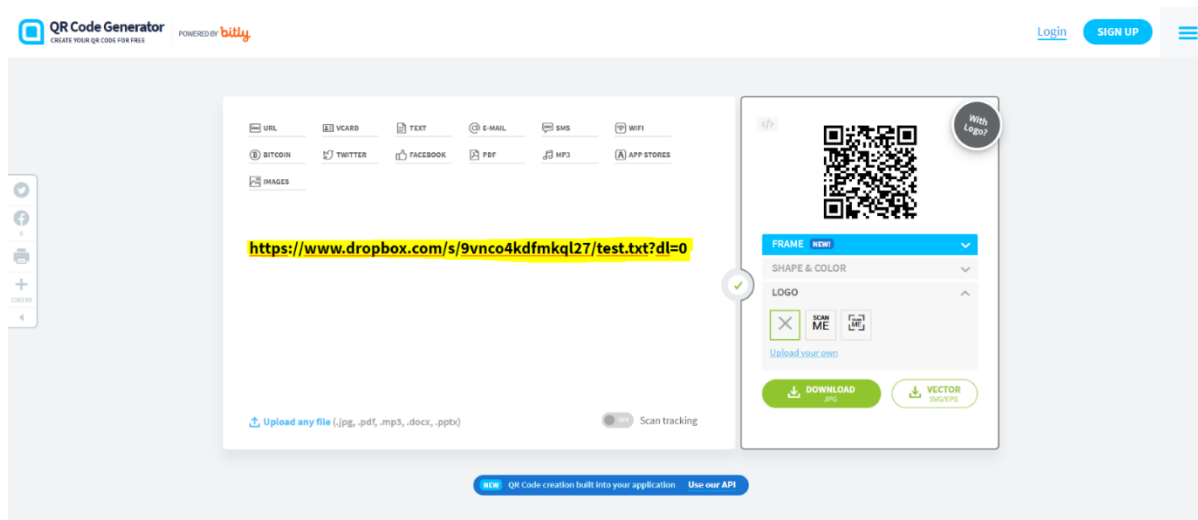 QR Code Generator
CREATE YOUR QR CODE FOR FREE
POWERED BY bitly
Login
SIGN UP
URL VCARD TEXT E-MAIL SMS WIFI
BITCOIN TWITTER FACEBOOK PDF MP3 APP STORES
IMAGES
https://www.dropbox.com/s/9vnco4kdfmkql27/test.txt?dl=0
Upload any file (.jpg, .pdf, .mp3, .docx, .pptx)
OFF Scan tracking
</>
With
Logo?
FRAME NEW!
SHAPE & COLOR
LOGO
SCAN
ME
Upload your own
DOWNLOAD
JPG
VECTOR
SVG/EPS
NEW QR Code creation built into your application Use our API